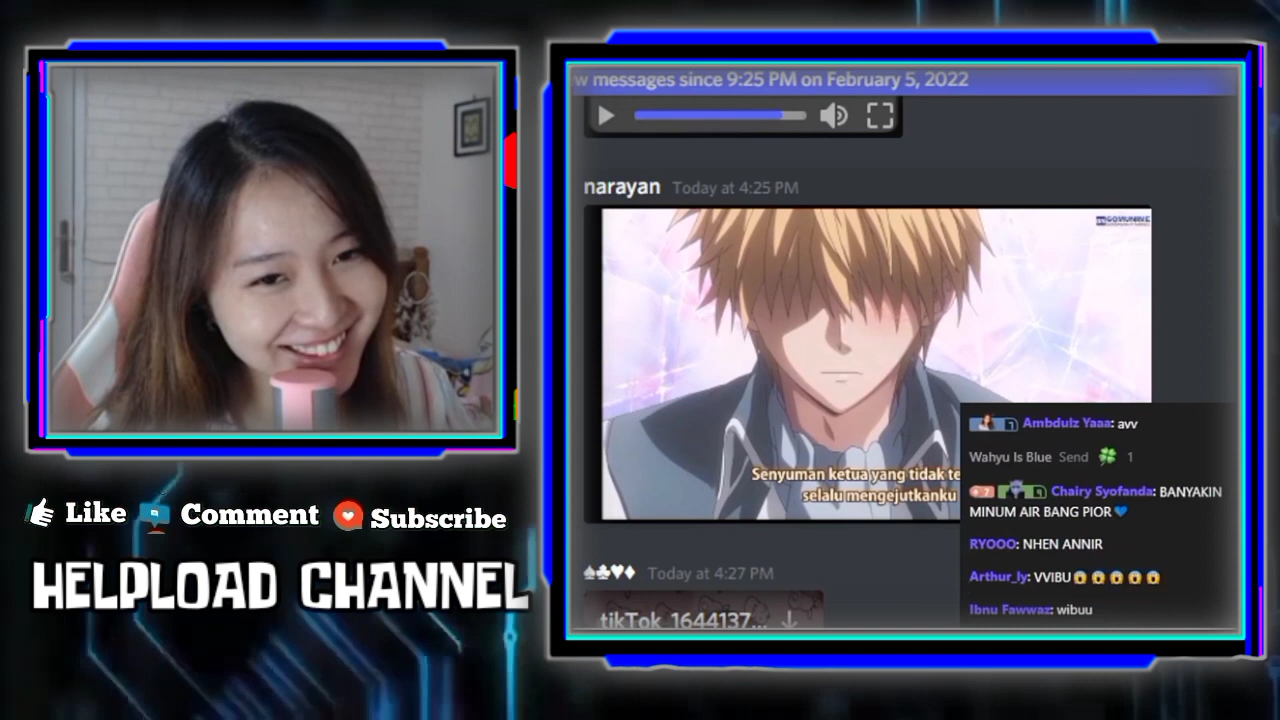 w messages since 9:25 PM on February 5, 2022
narayan Today at 4:25 PM
Senyuman ketua yang tidak te
selalu mengejutkanku
Ambdulz Yaaa: avv
Wahyu Is Blue Send 1
Chairy Syofanda: BANYAKIN
MINUM AIR BANG PIOR💙
RYOOO: NHEN ANNIR
Arthur_ly: VVIBU😱😱😱😱😱
Ibnu Fawwaz: wibuu
♠♣♥♦ Today at 4:27 PM
tikTok_1644137...
Like Comment Subscribe
HELPLOAD CHANNEL